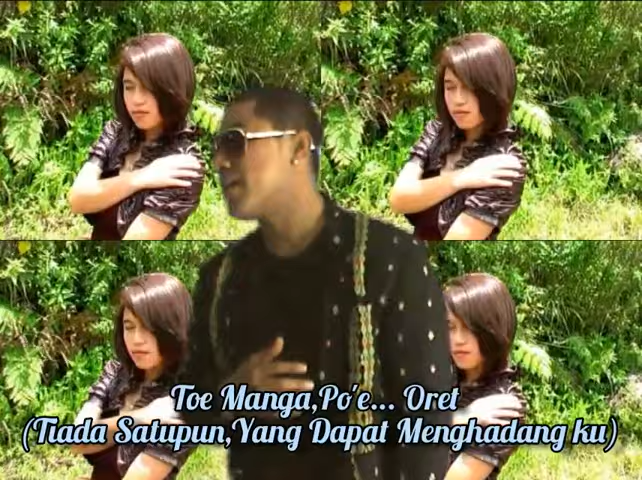 Toe Manga,Po'e... Oret
(Tiada Satupun,Yang Dapat Menghadang ku)